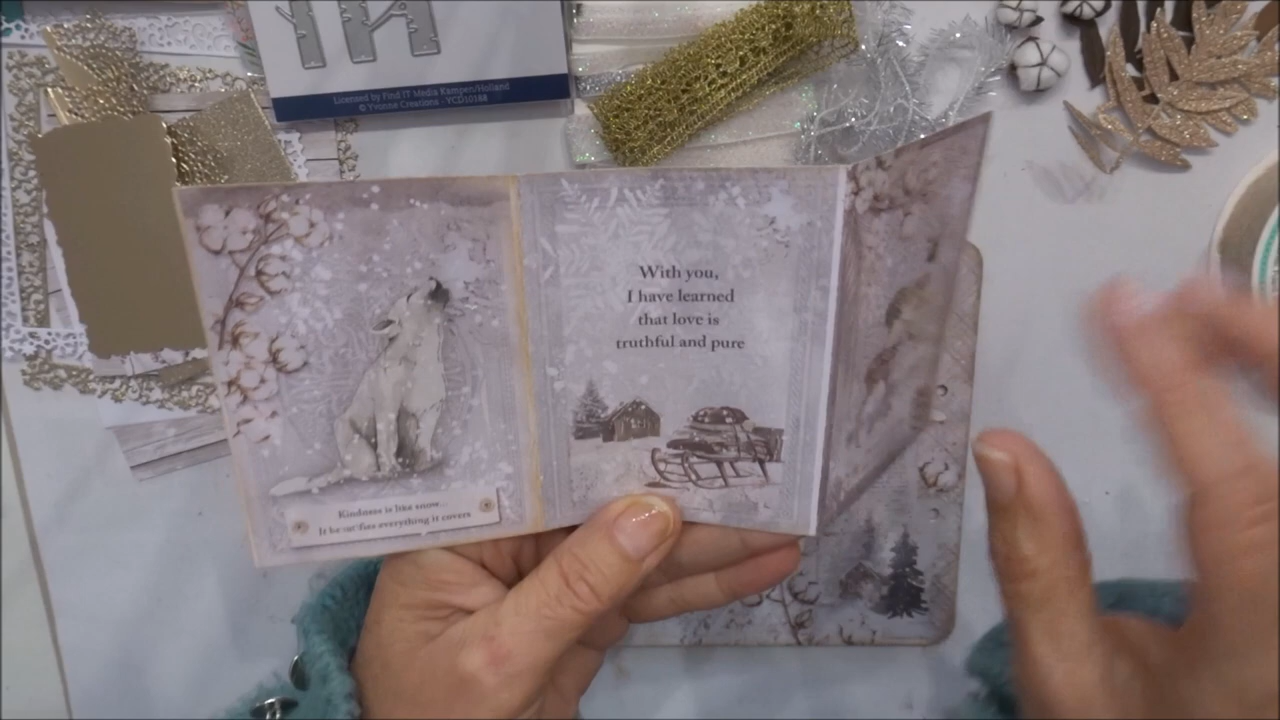 Licensed by Find IT Media Kampen/Holland
© Yvonne Creations - YCD10188
With you,
I have learned
that love is
truthful and pure
Kindness is like snow...
It beautifies everything it covers